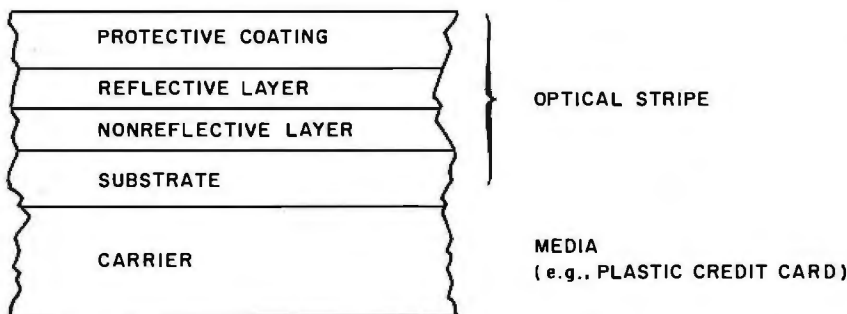 PROTECTIVE COATING
REFLECTIVE LAYER
NONREFLECTIVE LAYER
SUBSTRATE
OPTICAL STRIPE
CARRIER
MEDIA
(e.g., PLASTIC CREDIT CARD)